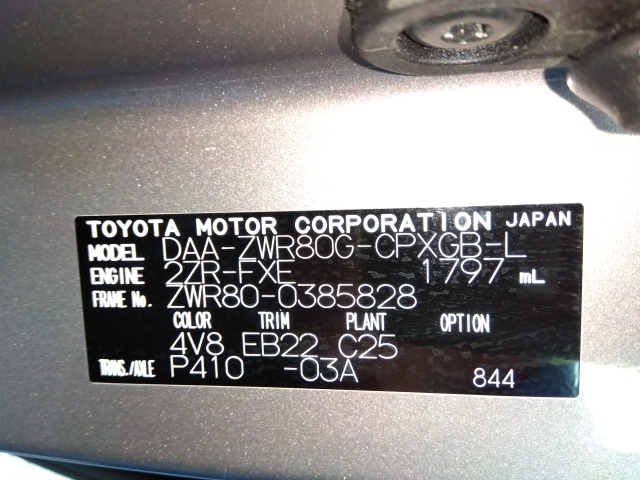 TOYOTA MOTOR CORPORATION JAPAN
MODEL DAA-ZWR80G-CPXGB-L
ENGINE 2ZR-FXE 1797 mL
FRAME No. ZWR80-0385828
COLOR TRIM PLANT OPTION
4V8 EB22 C25
TRANS./AXLE P410 -03A 844